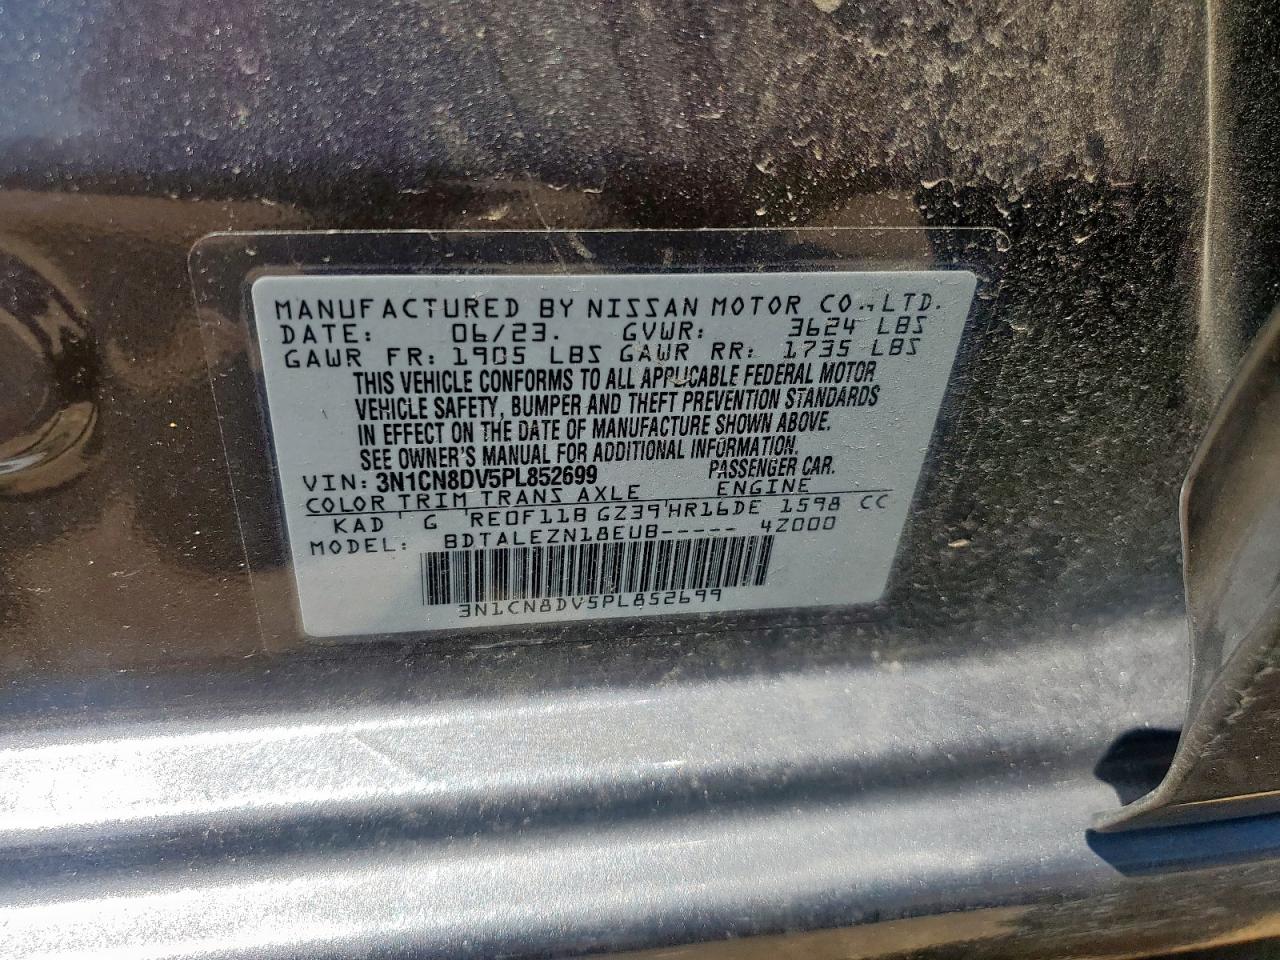 MANUFACTURED BY NISSAN MOTOR CO., LTD.
DATE: 06/23. GVWR: 3624 LBS
GAWR FR: 1905 LBS GAWR RR: 1735 LBS
THIS VEHICLE CONFORMS TO ALL APPLICABLE FEDERAL MOTOR
VEHICLE SAFETY, BUMPER AND THEFT PREVENTION STANDARDS
IN EFFECT ON THE DATE OF MANUFACTURE SHOWN ABOVE.
SEE OWNER'S MANUAL FOR ADDITIONAL INFORMATION.
VIN: 3N1CN8DV5PL852699 PASSENGER CAR.
COLOR TRIM TRANS AXLE ENGINE
KAD G RE0F11B GZ39 HR16DE 1598 CC
MODEL: BDTALEZN18EUB----- 4Z000
3N1CN8DV5PL852699